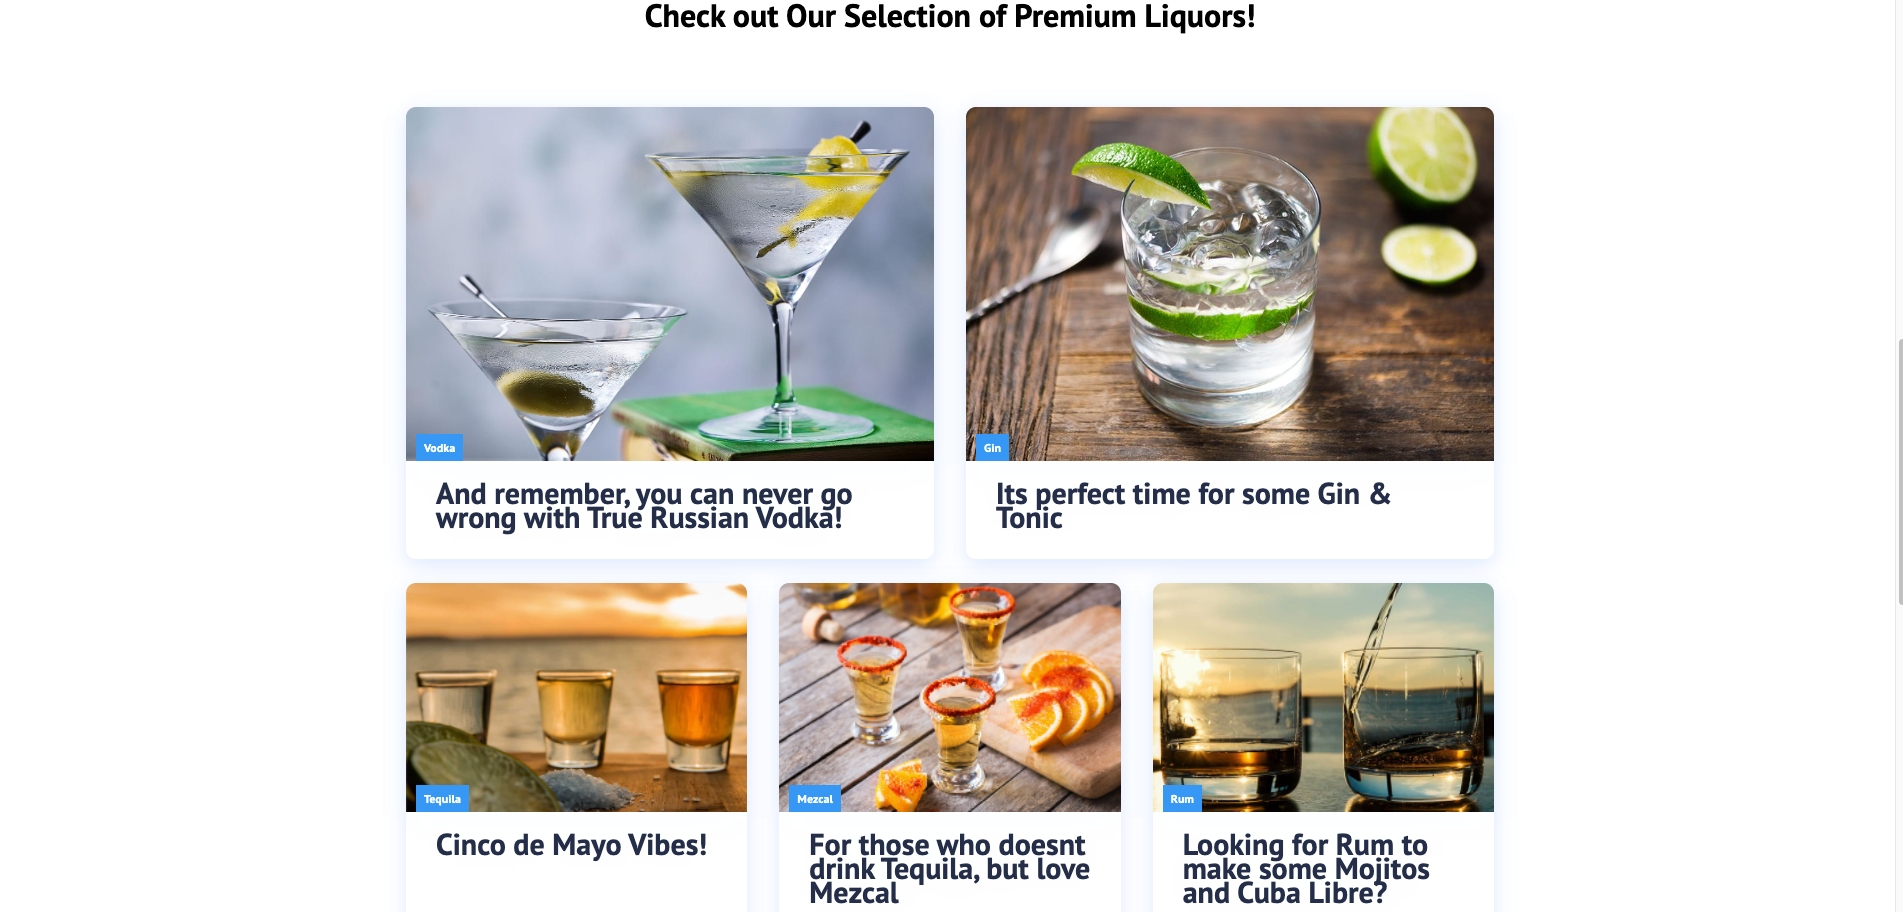 Check out Our Selection of Premium Liquors!
Vodka
And remember, you can never go
wrong with True Russian Vodka!
Gin
Its perfect time for some Gin &
Tonic
Tequila
Cinco de Mayo Vibes!
Mezcal
For those who doesnt
drink Tequila, but love
Mezcal
Rum
Looking for Rum to
make some Mojitos
and Cuba Libre?